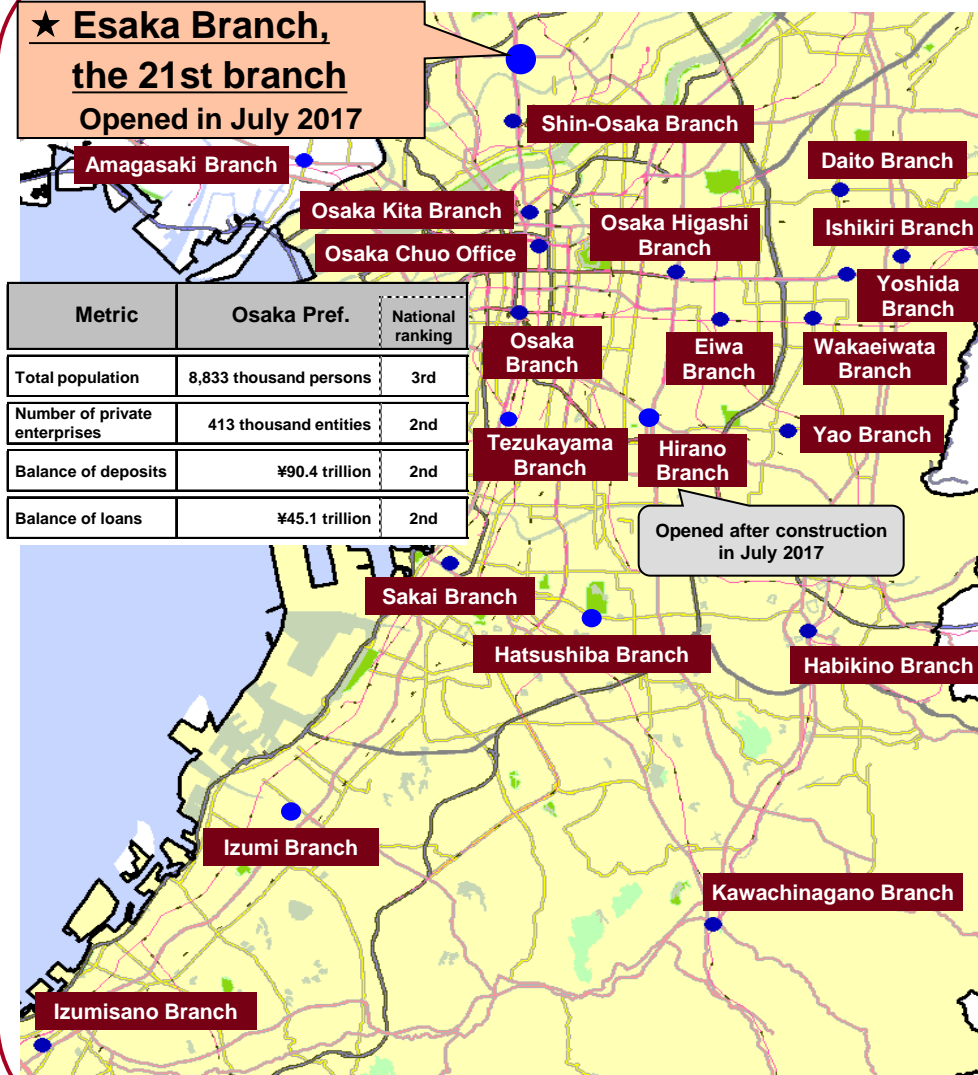 ★ Esaka Branch,
the 21st branch
Opened in July 2017
Shin-Osaka Branch
Amagasaki Branch
Daito Branch
Osaka Kita Branch
Osaka Higashi
Branch
Ishikiri Branch
Osaka Chuo Office
Yoshida
Branch
Metric Osaka Pref. National
ranking
Total population 8,833 thousand persons 3rd
Number of private
enterprises 413 thousand entities 2nd
Balance of deposits ¥90.4 trillion 2nd
Balance of loans ¥45.1 trillion 2nd
Osaka
Branch
Eiwa
Branch
Wakaeiwata
Branch
Tezukayama
Branch
Hirano
Branch
Yao Branch
Opened after construction
in July 2017
Sakai Branch
Hatsushiba Branch
Habikino Branch
Izumi Branch
Kawachinagano Branch
Izumisano Branch